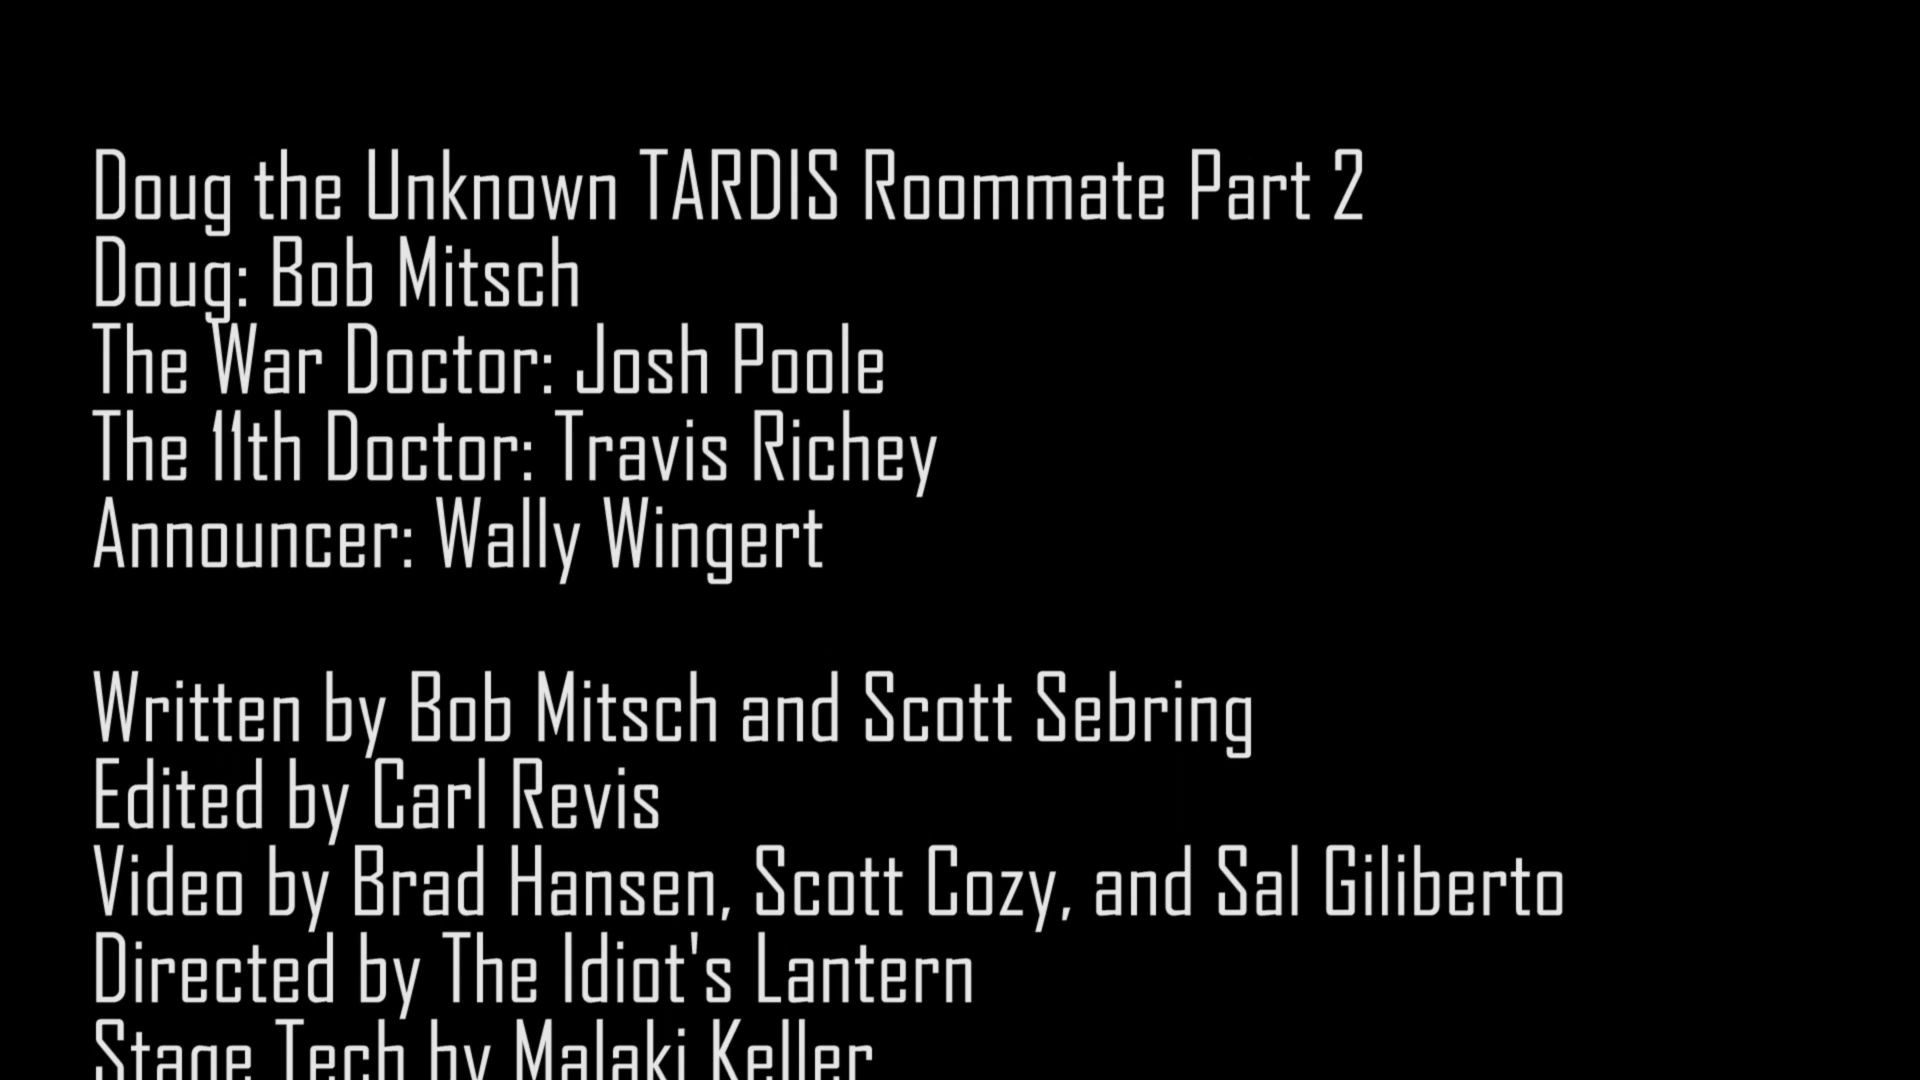 Doug the Unknown TARDIS Roommate Part 2
Doug: Bob Mitsch
The War Doctor: Josh Poole
The 11th Doctor: Travis Richey
Announcer: Wally Wingert
Written by Bob Mitsch and Scott Sebring
Edited by Carl Revis
Video by Brad Hansen, Scott Cozy, and Sal Giliberto
Directed by The Idiot's Lantern
Stage Tech by Malaki Keller